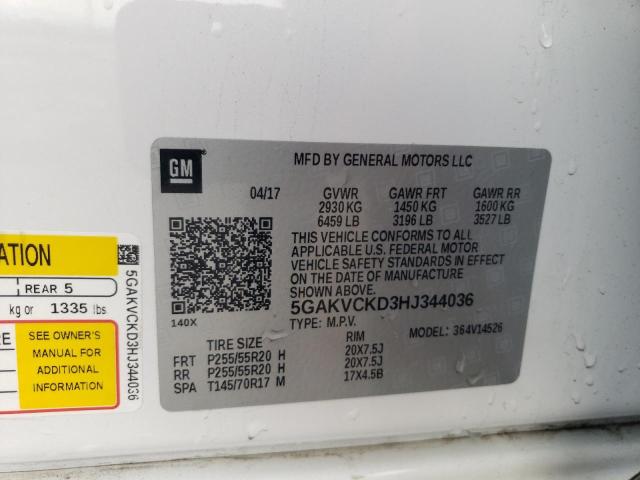 GM
MFD BY GENERAL MOTORS LLC
04/17 GVWR GAWR FRT GAWR RR
2930 KG 1450 KG 1600 KG
6459 LB 3196 LB 3527 LB
THIS VEHICLE CONFORMS TO ALL
APPLICABLE U.S. FEDERAL MOTOR
VEHICLE SAFETY STANDARDS IN EFFECT
ON THE DATE OF MANUFACTURE SHOWN ABOVE.
5GAKVCKD3HJ344036
140X
TYPE: M.P.V. MODEL: 364V14526
TIRE SIZE RIM
FRT P255/55R20 H 20X7.5J
RR P255/55R20 H 20X7.5J
SPA T145/70R17 M 17X4.5B
ATION
REAR 5
kg or 1335 lbs
SEE OWNER'S
MANUAL FOR
ADDITIONAL
INFORMATION
5GAKVCKD3HJ344036